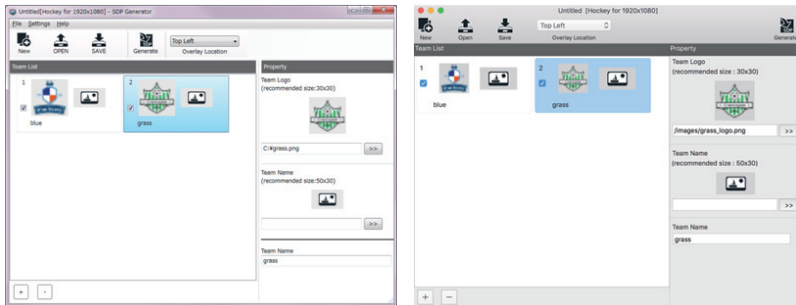 Untitled[Hockey for 1920x1080] - SDP Generator
File Settings Help
New
OPEN
SAVE
Generate
Top Left
Overlay Location
Team List
Property
1
blue
2
grass
Team Logo
(recommended size:30x30)
C:¥grass.png
>>
Team Name
(recommended size:50x30)
>>
Team Name
grass
+
-
Untitled [Hockey for 1920x1080]
New
Open
Save
Top Left
Overlay Location
Generate
Team List
Property
1
blue
2
grass
Team Logo
(recommended size : 30x30)
/images/grass_logo.png
>>
Team Name
(recommended size : 50x30)
>>
Team Name
grass
+
−